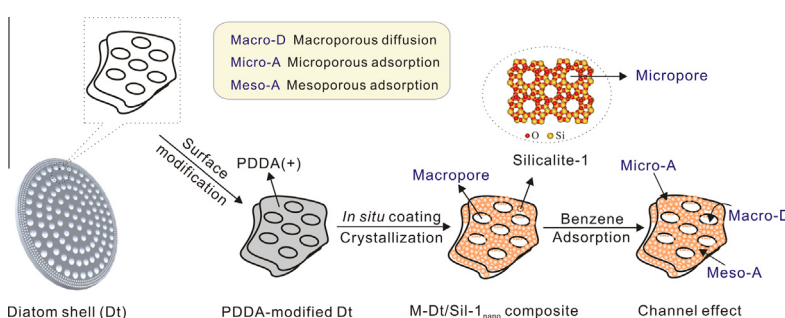 Macro-D Macroporous diffusion
Micro-A Microporous adsorption
Meso-A Mesoporous adsorption
Micropore
O Si
Silicalite-1
Surface
modification
PDDA(+)
Macropore
Micro-A
In situ coating
Crystallization
Benzene
Adsorption
Macro-D
Meso-A
Diatom shell (Dt)
PDDA-modified Dt
M-Dt/Sil-1nano composite
Channel effect